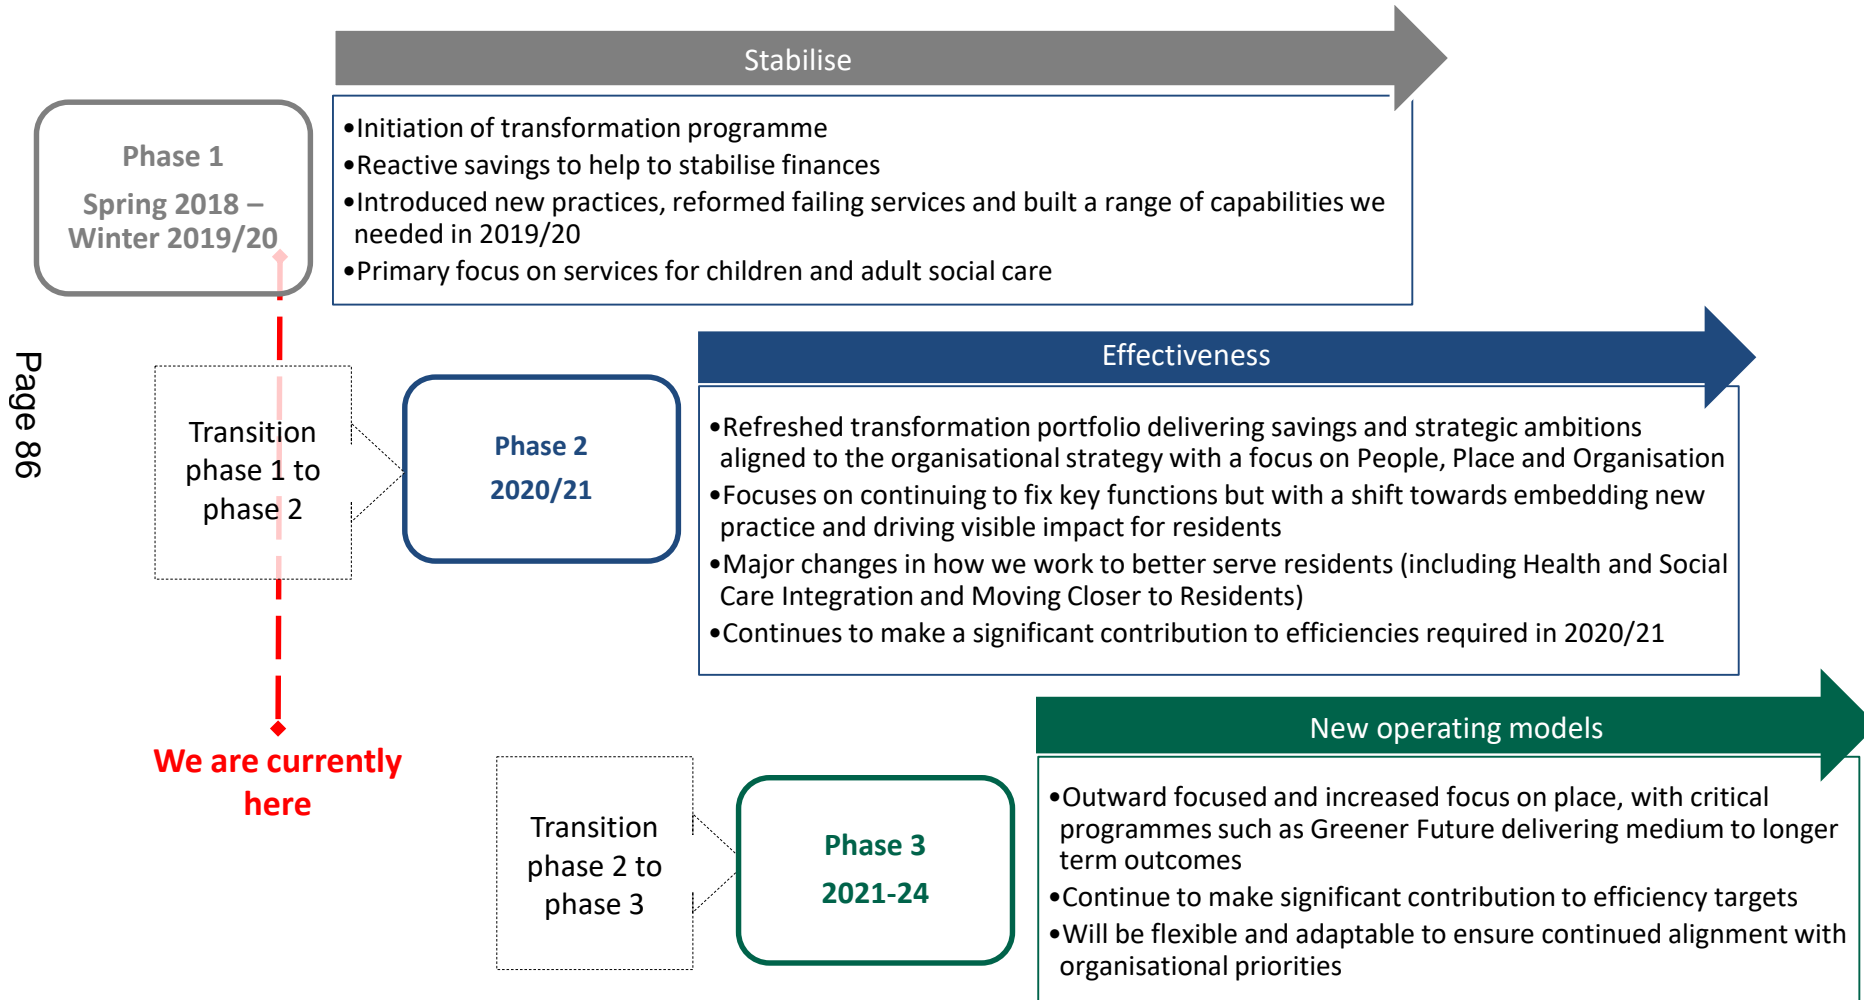 Stabilise
Phase 1
Spring 2018 –
Winter 2019/20
•Initiation of transformation programme
•Reactive savings to help to stabilise finances
•Introduced new practices, reformed failing services and built a range of capabilities we
needed in 2019/20
•Primary focus on services for children and adult social care
Page 86
Transition
phase 1 to
phase 2
Phase 2
2020/21
Effectiveness
•Refreshed transformation portfolio delivering savings and strategic ambitions
aligned to the organisational strategy with a focus on People, Place and Organisation
•Focuses on continuing to fix key functions but with a shift towards embedding new
practice and driving visible impact for residents
•Major changes in how we work to better serve residents (including Health and Social
Care Integration and Moving Closer to Residents)
•Continues to make a significant contribution to efficiencies required in 2020/21
We are currently
here
Transition
phase 2 to
phase 3
Phase 3
2021-24
New operating models
•Outward focused and increased focus on place, with critical
programmes such as Greener Future delivering medium to longer
term outcomes
•Continue to make significant contribution to efficiency targets
•Will be flexible and adaptable to ensure continued alignment with
organisational priorities